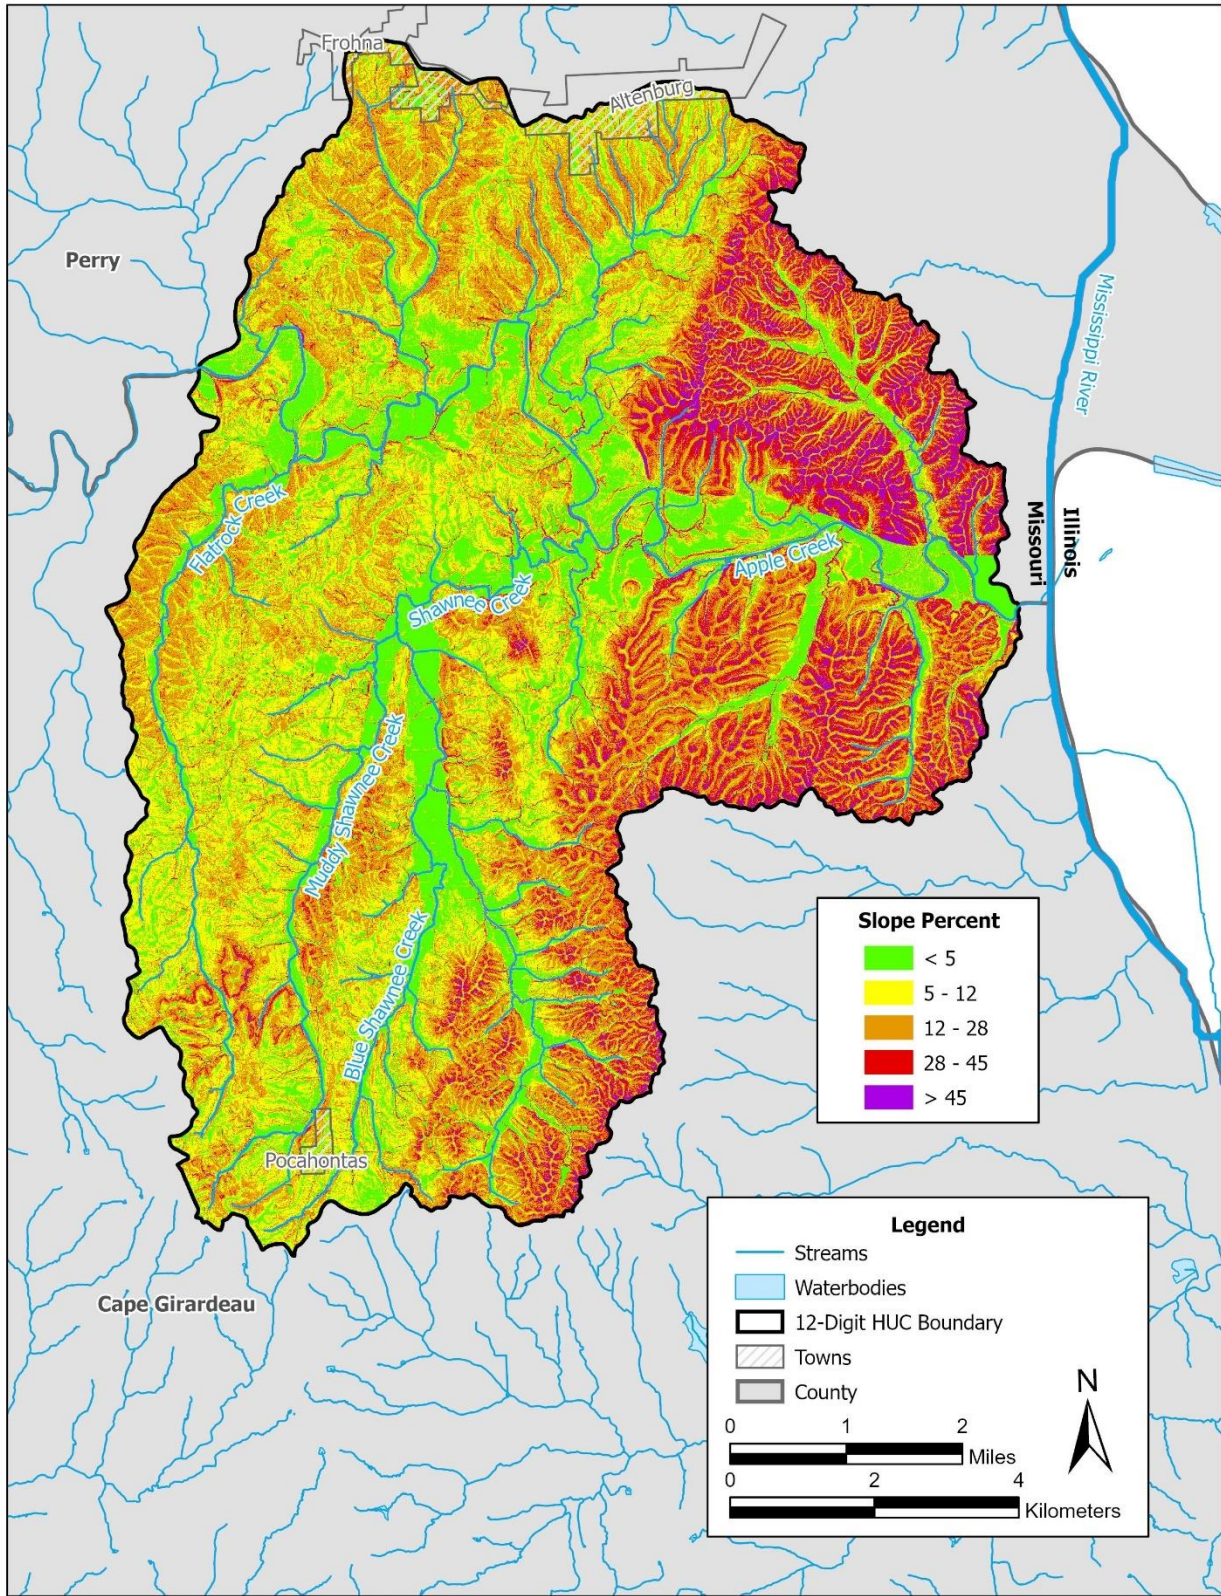 Frohna
Altenburg
Perry
Mississippi River
Flatrock Creek
Illinois
Missouri
Apple Creek
Shawnee Creek
Muddy Shawnee Creek
Blue Shawnee Creek
Pocahontas
Cape Girardeau
Slope Percent
< 5
5 - 12
12 - 28
28 - 45
> 45
Legend
Streams
Waterbodies
12-Digit HUC Boundary
Towns
County
N
0 1 2
Miles
0 2 4
Kilometers